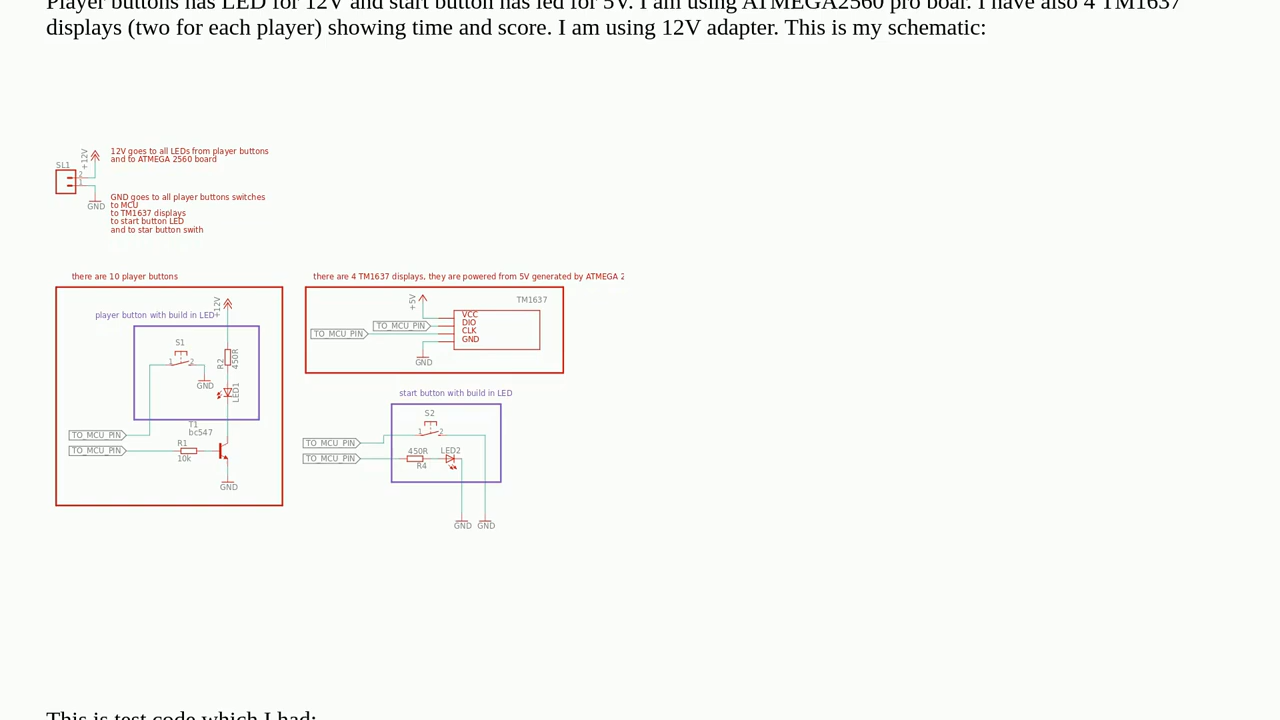 Player buttons has LED for 12V and start button has led for 5V. I am using ATMEGA2560 pro boar. I have also 4 TM1637
displays (two for each player) showing time and score. I am using 12V adapter. This is my schematic:
SL1
+12V
2
1
GND
12V goes to all LEDs from player buttons
and to ATMEGA 2560 board
GND goes to all player buttons switches
to MCU
to TM1637 displays
to start button LED
and to star button swith
there are 10 player buttons
player button with build in LED
+12V
S1
1
2
GND
R2
450R
LED1
T1
bc547
TO_MCU_PIN
TO_MCU_PIN
R1
10k
GND
there are 4 TM1637 displays, they are powered from 5V generated by ATMEGA 2
+5V
TM1637
VCC
DIO
CLK
GND
TO_MCU_PIN
TO_MCU_PIN
GND
start button with build in LED
S2
1
2
TO_MCU_PIN
TO_MCU_PIN
450R
R4
LED2
GND
GND
This is test code which I had: